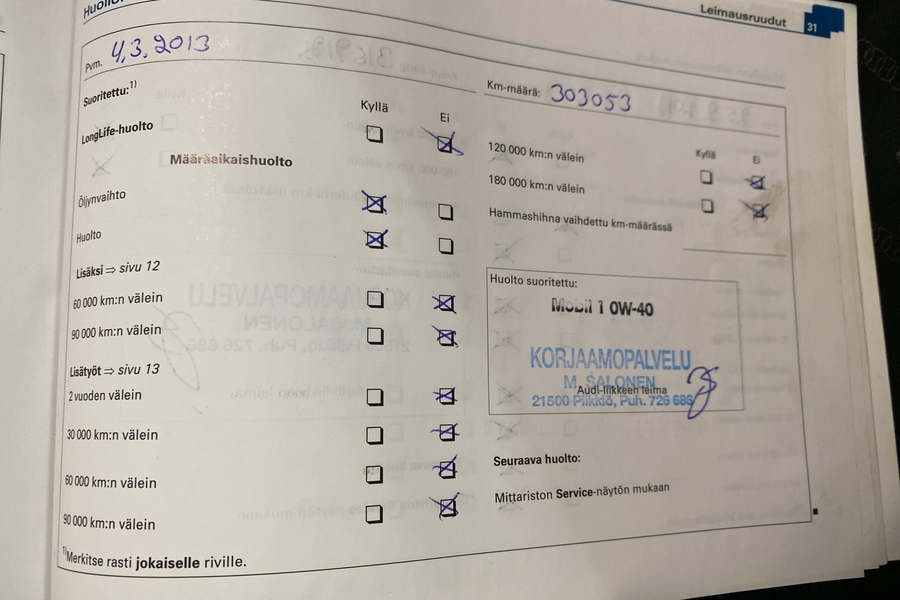 Leimausruudut 31
Pvm. 4.3.2013
Km-määrä: 303053
Suoritettu:1)
Kyllä Ei
LongLife-huolto
Määräaikaishuolto
Öljynvaihto
Huolto
Lisäksi ⇒ sivu 12
60 000 km:n välein
90 000 km:n välein
Lisätyöt ⇒ sivu 13
2 vuoden välein
30 000 km:n välein
60 000 km:n välein
90 000 km:n välein
1)Merkitse rasti jokaiselle riville.
Kyllä Ei
120 000 km:n välein
180 000 km:n välein
Hammashihna vaihdettu km-määrässä
Huolto suoritettu:
Mobil 1 0W-40
KORJAAMOPALVELU
M. SALONEN
Audi-liikkeen leima
21500 Piikkiö, Puh. 726 686
Seuraava huolto:
Mittariston Service-näytön mukaan